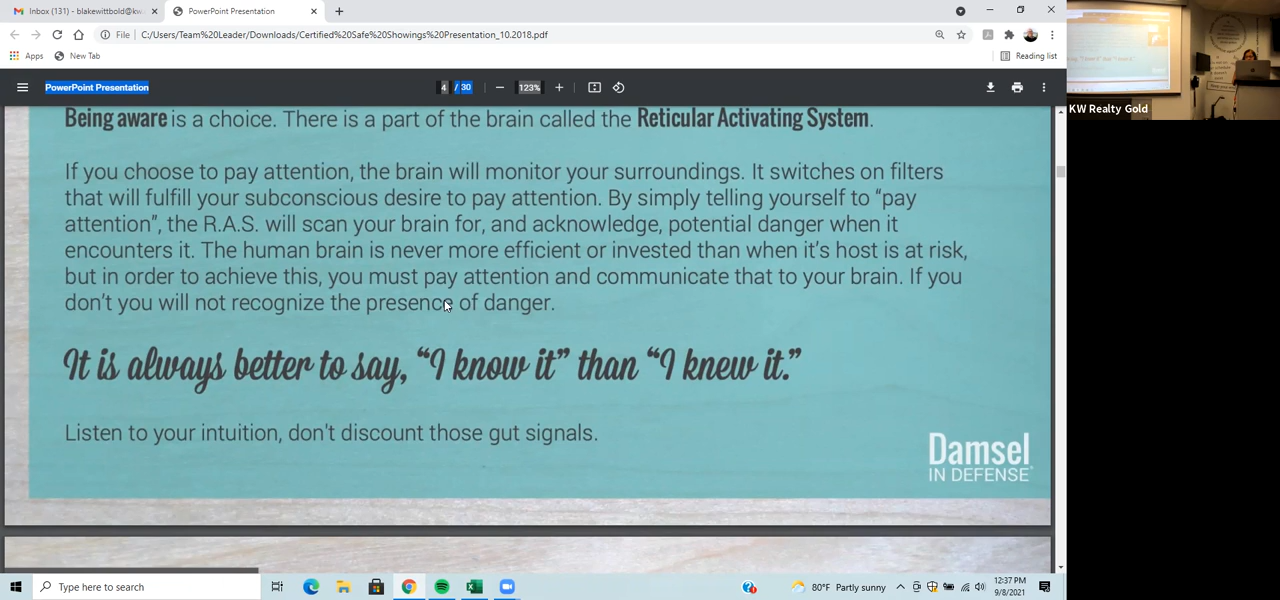 Inbox (131) - blakewittbold@kw
PowerPoint Presentation
File
C:/Users/Team%20Leader/Downloads/Certified%20Safe%20Showings%20Presentation_10.2018.pdf
Apps
New Tab
Reading list
PowerPoint Presentation
4 / 30
123%
KW Realty Gold
Being aware is a choice. There is a part of the brain called the Reticular Activating System.
If you choose to pay attention, the brain will monitor your surroundings. It switches on filters
that will fulfill your subconscious desire to pay attention. By simply telling yourself to “pay
attention”, the R.A.S. will scan your brain for, and acknowledge, potential danger when it
encounters it. The human brain is never more efficient or invested than when it’s host is at risk,
but in order to achieve this, you must pay attention and communicate that to your brain. If you
don’t you will not recognize the presence of danger.
It is always better to say, “I know it” than “I knew it.”
Listen to your intuition, don't discount those gut signals.
Damsel
IN DEFENSE
Type here to search
80°F Partly sunny
12:37 PM
9/8/2021